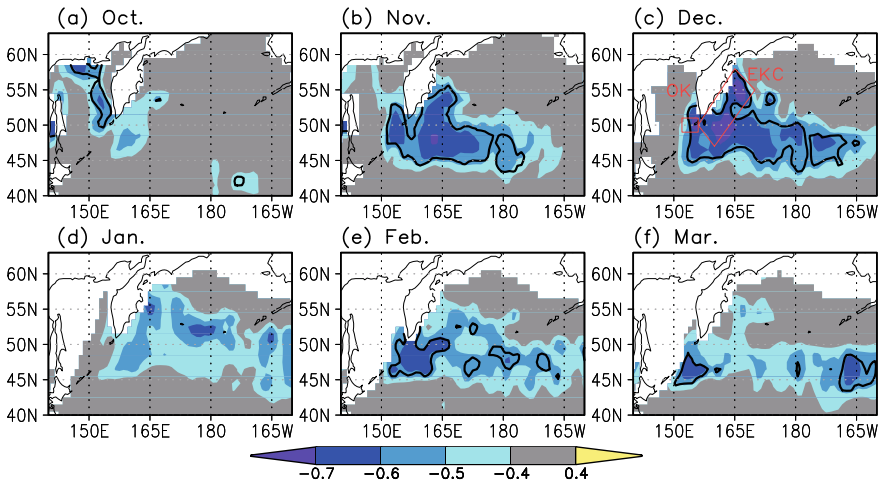 (a) Oct. (b) Nov. (c) Dec.
60N 60N 60N
55N 55N 55N
50N 50N 50N
45N 45N 45N
40N 40N 40N
OK EKC
150E 165E 180 165W 150E 165E 180 165W 150E 165E 180 165W
(d) Jan. (e) Feb. (f) Mar.
60N 60N 60N
55N 55N 55N
50N 50N 50N
45N 45N 45N
40N 40N 40N
150E 165E 180 165W 150E 165E 180 165W 150E 165E 180 165W
-0.7 -0.6 -0.5 -0.4 0.4